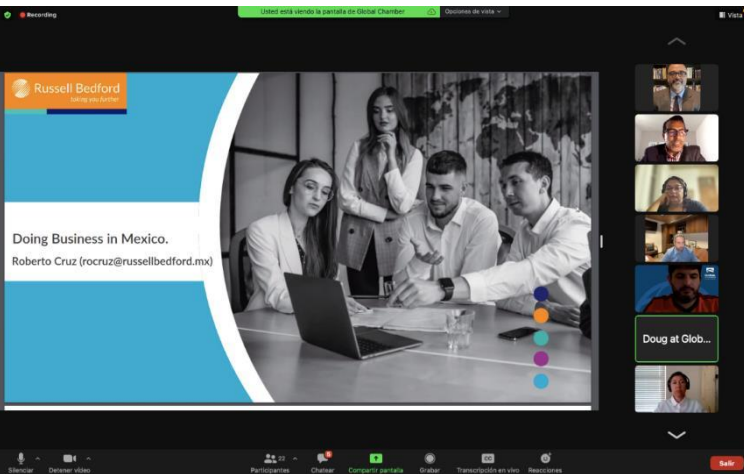 Recording
Usted está viendo la pantalla de Global Chamber
Opciones de vista
Vista
Russell Bedford
taking you further
Doing Business in Mexico.
Roberto Cruz (rocruz@russellbedford.mx)
Doug at Glob...
Silenciar
Detener video
Participantes
22
Chatear
Compartir pantalla
Grabar
CC
Transcripción en vivo
Reacciones
Salir